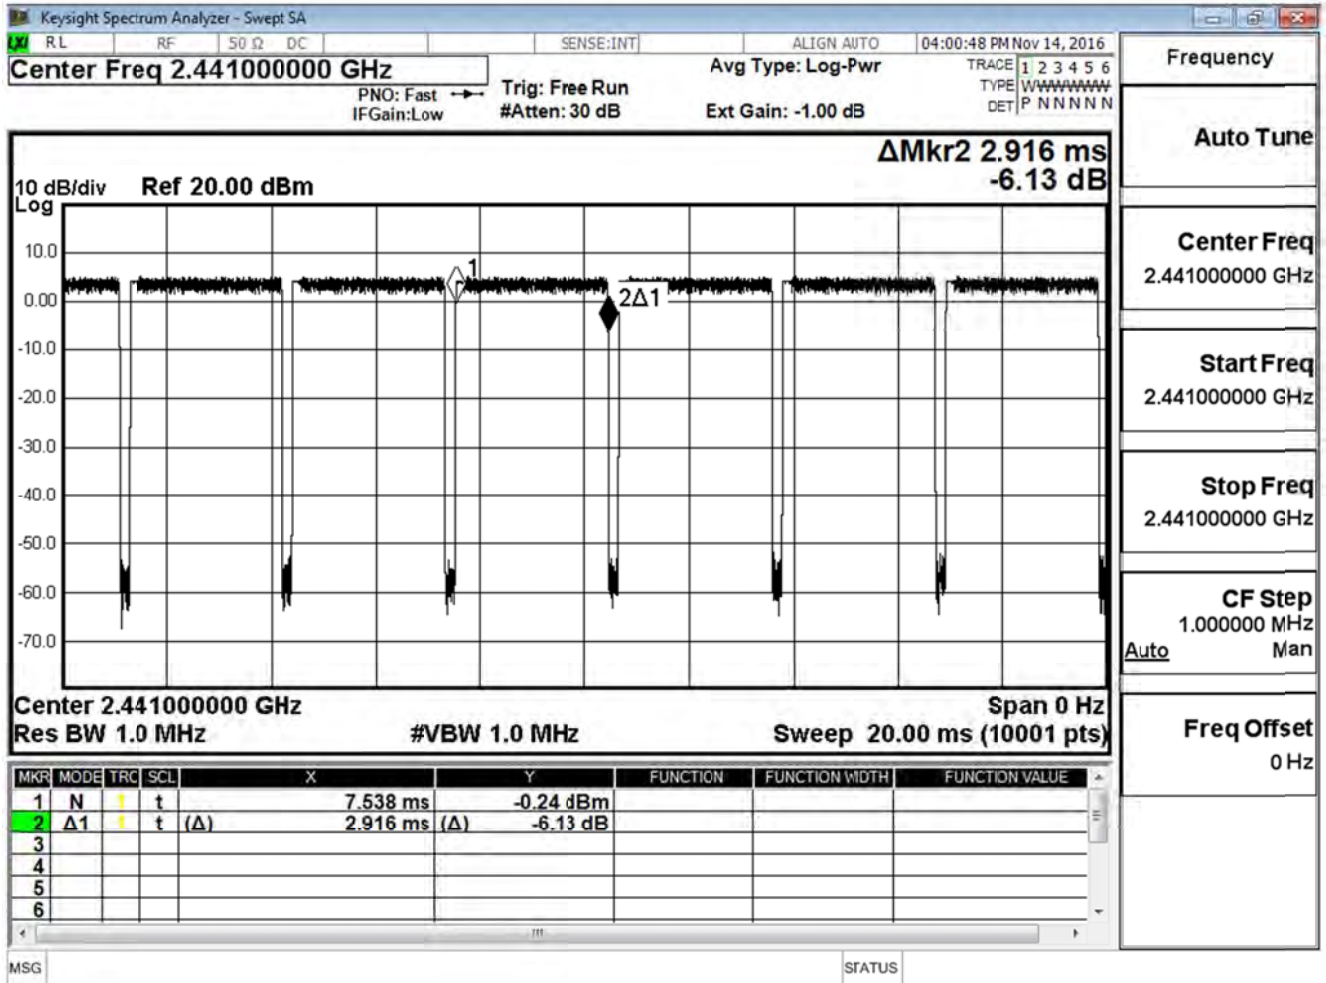 Keysight Spectrum Analyzer - Swept SA
LXI RL RF 50 Ω DC SENSE:INT ALIGN AUTO 04:00:48 PM Nov 14, 2016
Center Freq 2.441000000 GHz
PNO: Fast
IFGain:Low
Trig: Free Run
#Atten: 30 dB
Avg Type: Log-Pwr
Ext Gain: -1.00 dB
TRACE 1 2 3 4 5 6
TYPE WWWWWW
DET P N N N N N
ΔMkr2 2.916 ms
-6.13 dB
10 dB/div Ref 20.00 dBm
Log
10.0
0.00
-10.0
-20.0
-30.0
-40.0
-50.0
-60.0
-70.0
1
2Δ1
Center 2.441000000 GHz Span 0 Hz
Res BW 1.0 MHz #VBW 1.0 MHz Sweep 20.00 ms (10001 pts)
MKR MODE TRC SCL X Y FUNCTION FUNCTION WIDTH FUNCTION VALUE
1 N 1 t 7.538 ms -0.24 dBm
2 Δ1 1 t (Δ) 2.916 ms (Δ) -6.13 dB
3
4
5
6
MSG STATUS
Frequency
Auto Tune
Center Freq
2.441000000 GHz
Start Freq
2.441000000 GHz
Stop Freq
2.441000000 GHz
CF Step
1.000000 MHz
Auto Man
Freq Offset
0 Hz